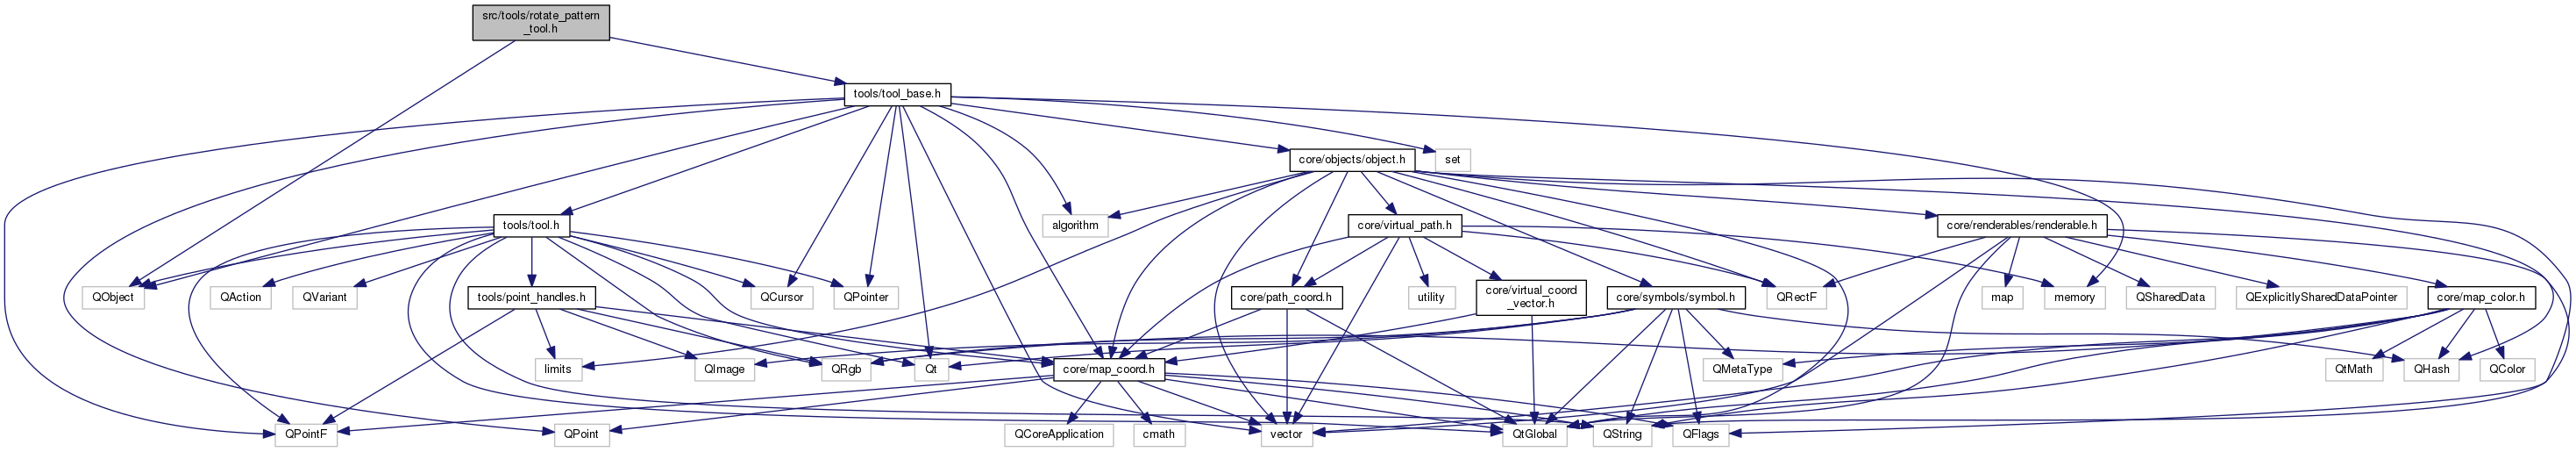 src/tools/rotate_pattern
_tool.h
tools/tool_base.h
core/objects/object.h
set
tools/tool.h
algorithm
core/virtual_path.h
core/renderables/renderable.h
QObject
QAction
QVariant
tools/point_handles.h
QCursor
QPointer
core/path_coord.h
utility
core/virtual_coord
_vector.h
core/symbols/symbol.h
QRectF
map
memory
QSharedData
QExplicitlySharedDataPointer
core/map_color.h
limits
QImage
QRgb
Qt
core/map_coord.h
QMetaType
QtMath
QHash
QColor
QPointF
QPoint
QCoreApplication
cmath
vector
QtGlobal
QString
QFlags